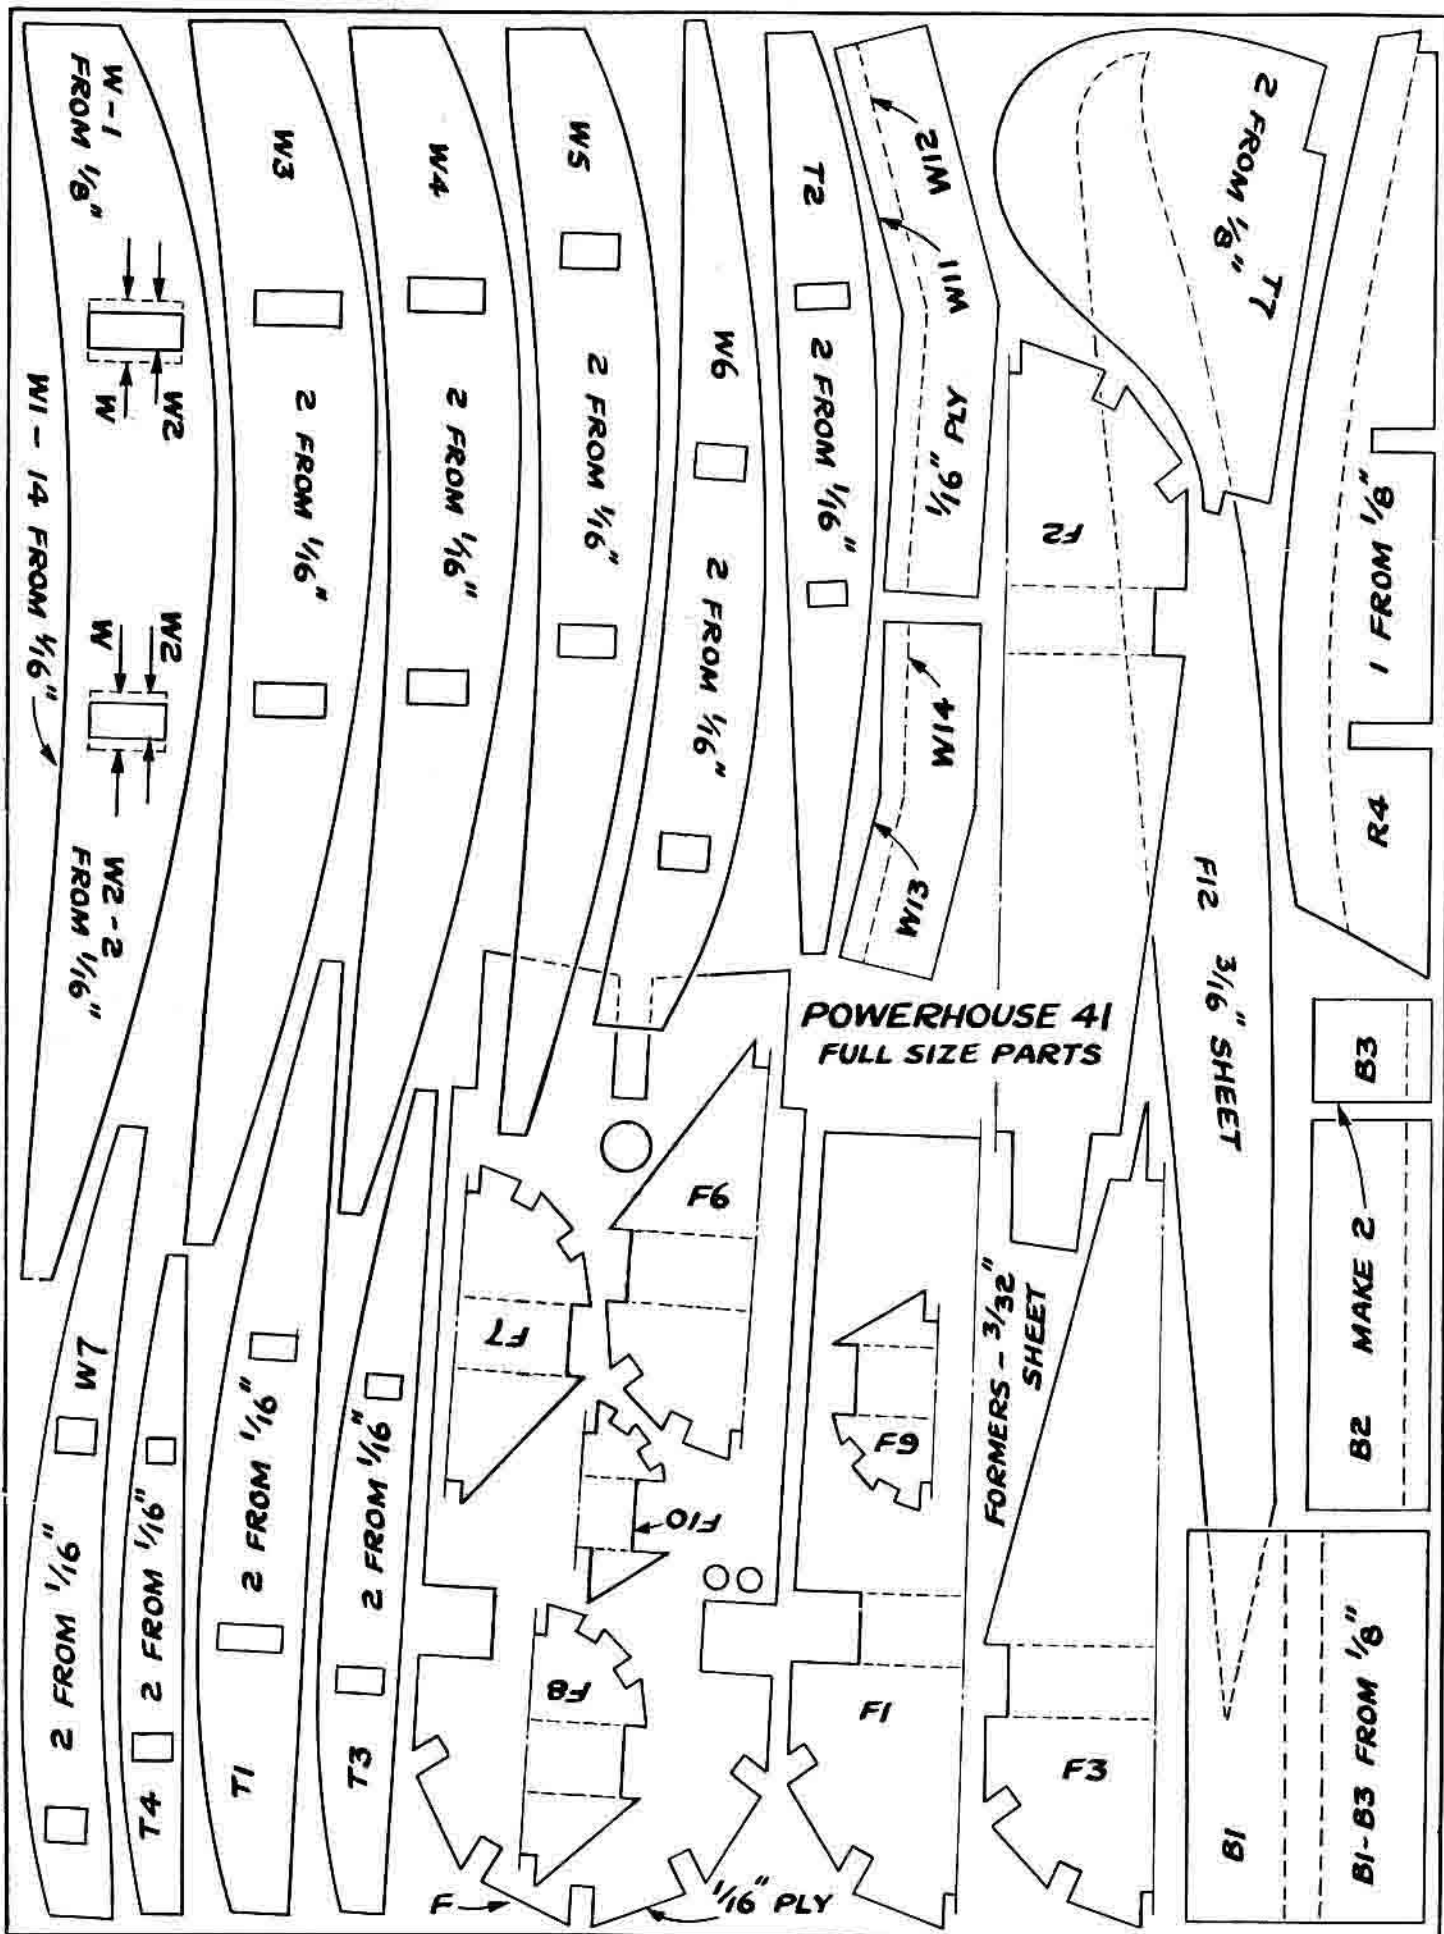 W-1
FROM 1/8"
W2
W
W2
W
W2-2
FROM 1/16"
W1 - 14 FROM 1/16"
W3
2 FROM 1/16"
W4
2 FROM 1/16"
W5
2 FROM 1/16"
W6
2 FROM 1/16"
T2
2 FROM 1/16"
W12
W11
1/16" PLY
W14
W13
2 FROM 1/8"
T7
F2
1 FROM 1/8"
R4
F12 3/16" SHEET
POWERHOUSE 41
FULL SIZE PARTS
B3
MAKE 2
B2
B1
B1-B3 FROM 1/8"
FORMERS - 3/32"
SHEET
F6
F7
F9
F10
F8
F1
F3
F
1/16" PLY
W7
2 FROM 1/16"
2 FROM 1/16"
T4
2 FROM 1/16"
T1
2 FROM 1/16"
T3